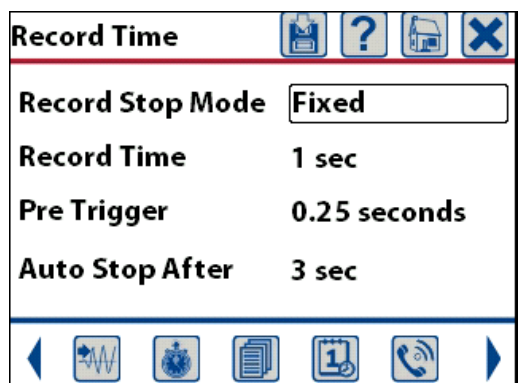 Record Time ?
Record Stop Mode Fixed
Record Time 1 sec
Pre Trigger 0.25 seconds
Auto Stop After 3 sec
1